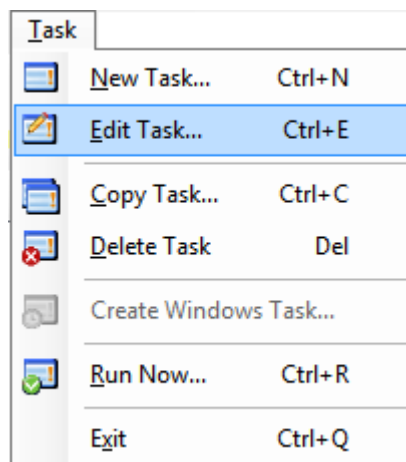 Task
New Task... Ctrl+N
Edit Task... Ctrl+E
Copy Task... Ctrl+C
Delete Task Del
Create Windows Task...
Run Now... Ctrl+R
Exit Ctrl+Q